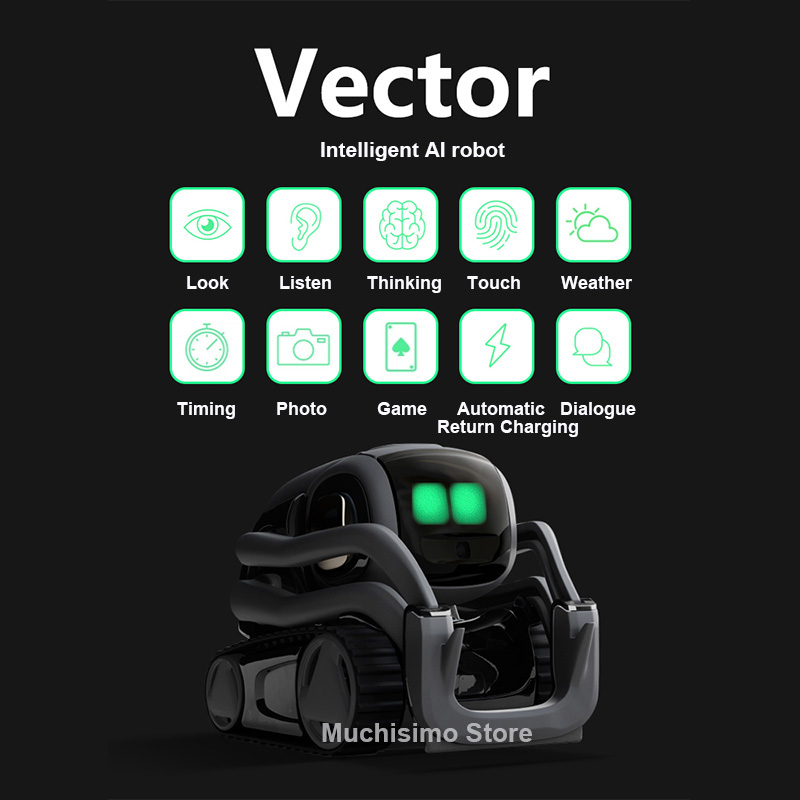 Vector
Intelligent AI robot
Look Listen Thinking Touch Weather
Timing Photo Game Automatic Dialogue
Return Charging
Muchisimo Store